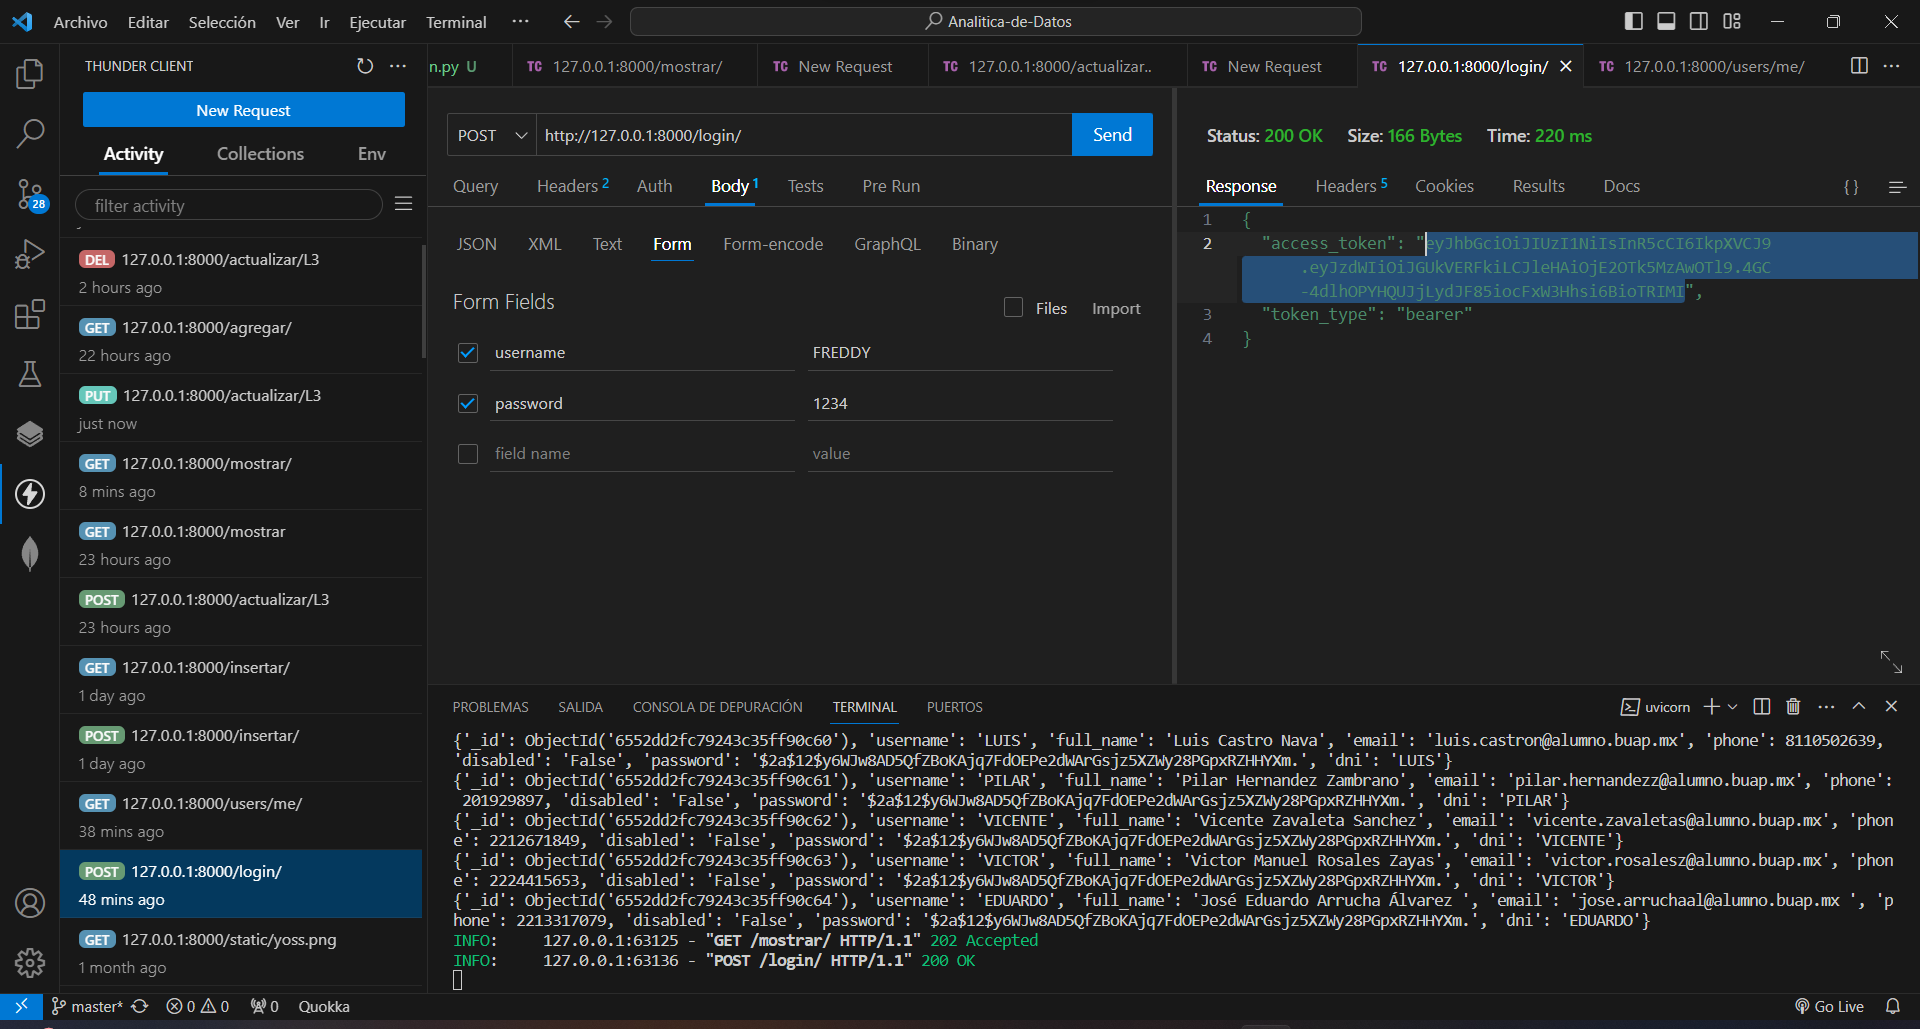 Archivo Editar Selección Ver Ir Ejecutar Terminal ··· Analitica-de-Datos
THUNDER CLIENT
New Request
Activity Collections Env
filter activity
DEL 127.0.0.1:8000/actualizar/L3
2 hours ago
GET 127.0.0.1:8000/agregar/
22 hours ago
PUT 127.0.0.1:8000/actualizar/L3
just now
GET 127.0.0.1:8000/mostrar/
8 mins ago
GET 127.0.0.1:8000/mostrar
23 hours ago
POST 127.0.0.1:8000/actualizar/L3
23 hours ago
GET 127.0.0.1:8000/insertar/
1 day ago
POST 127.0.0.1:8000/insertar/
1 day ago
GET 127.0.0.1:8000/users/me/
38 mins ago
POST 127.0.0.1:8000/login/
48 mins ago
GET 127.0.0.1:8000/static/yoss.png
1 month ago
28
n.py U TC 127.0.0.1:8000/mostrar/ TC New Request TC 127.0.0.1:8000/actualizar.. TC New Request TC 127.0.0.1:8000/login/ TC 127.0.0.1:8000/users/me/ ···
POST http://127.0.0.1:8000/login/ Send
Query Headers 2 Auth Body 1 Tests Pre Run
JSON XML Text Form Form-encode GraphQL Binary
Form Fields Files Import
username FREDDY
password 1234
field name value
Status: 200 OK Size: 166 Bytes Time: 220 ms
Response Headers 5 Cookies Results Docs {}
1 {
2 "access_token": "eyJhbGciOiJIUzI1NiIsInR5cCI6IkpXVCJ9
.eyJzdWIiOiJGUkVERFkiLCJleHAiOjE2OTk5MzAwOTl9.4GC
-4dlhOPYHQUJjLydJF85iocFxW3Hhsi6BioTRIMI",
3 "token_type": "bearer"
4 }
PROBLEMAS SALIDA CONSOLA DE DEPURACIÓN TERMINAL PUERTOS uvicorn
{'_id': ObjectId('6552dd2fc79243c35ff90c60'), 'username': 'LUIS', 'full_name': 'Luis Castro Nava', 'email': 'luis.castron@alumno.buap.mx', 'phone': 8110502639,
'disabled': 'False', 'password': '$2a$12$y6WJw8AD5QfZBoKAjq7FdOEPe2dWArGsjz5XZWy28PGpxRZHHYXm.', 'dni': 'LUIS'}
{'_id': ObjectId('6552dd2fc79243c35ff90c61'), 'username': 'PILAR', 'full_name': 'Pilar Hernandez Zambrano', 'email': 'pilar.hernandezz@alumno.buap.mx', 'phone':
201929897, 'disabled': 'False', 'password': '$2a$12$y6WJw8AD5QfZBoKAjq7FdOEPe2dWArGsjz5XZWy28PGpxRZHHYXm.', 'dni': 'PILAR'}
{'_id': ObjectId('6552dd2fc79243c35ff90c62'), 'username': 'VICENTE', 'full_name': 'Vicente Zavaleta Sanchez', 'email': 'vicente.zavaletas@alumno.buap.mx', 'phon
e': 2212671849, 'disabled': 'False', 'password': '$2a$12$y6WJw8AD5QfZBoKAjq7FdOEPe2dWArGsjz5XZWy28PGpxRZHHYXm.', 'dni': 'VICENTE'}
{'_id': ObjectId('6552dd2fc79243c35ff90c63'), 'username': 'VICTOR', 'full_name': 'Victor Manuel Rosales Zayas', 'email': 'victor.rosalesz@alumno.buap.mx', 'phon
e': 2224415653, 'disabled': 'False', 'password': '$2a$12$y6WJw8AD5QfZBoKAjq7FdOEPe2dWArGsjz5XZWy28PGpxRZHHYXm.', 'dni': 'VICTOR'}
{'_id': ObjectId('6552dd2fc79243c35ff90c64'), 'username': 'EDUARDO', 'full_name': 'José Eduardo Arrucha Álvarez ', 'email': 'jose.arruchaal@alumno.buap.mx ', 'p
hone': 2213317079, 'disabled': 'False', 'password': '$2a$12$y6WJw8AD5QfZBoKAjq7FdOEPe2dWArGsjz5XZWy28PGpxRZHHYXm.', 'dni': 'EDUARDO'}
INFO: 127.0.0.1:63125 - "GET /mostrar/ HTTP/1.1" 202 Accepted
INFO: 127.0.0.1:63136 - "POST /login/ HTTP/1.1" 200 OK
master* 0 0 0 Quokka Go Live